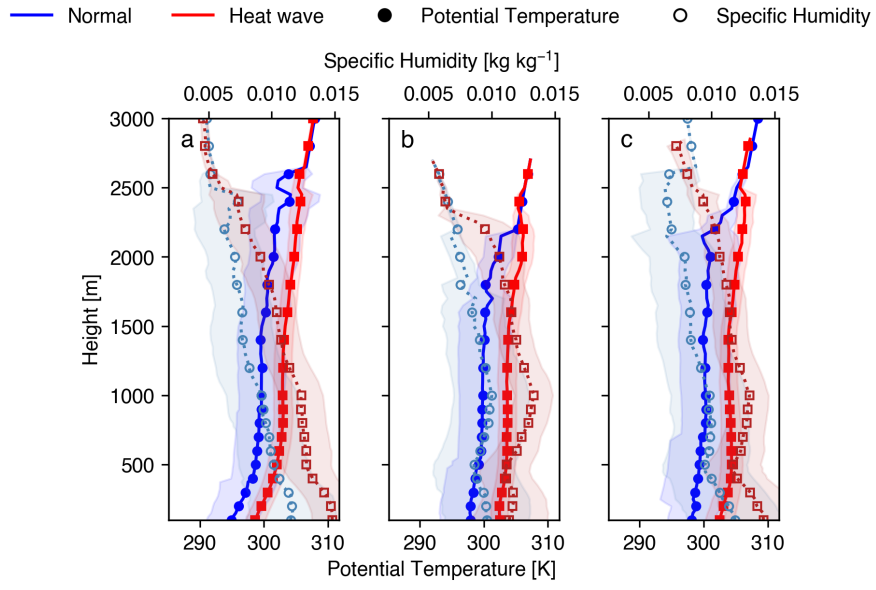 Normal Heat wave Potential Temperature Specific Humidity
Specific Humidity [kg kg⁻¹]
0.005 0.010 0.015 0.005 0.010 0.015 0.005 0.010 0.015
3000
a b c
2500
2000
1500
1000
500
Height [m]
290 300 310 290 300 310 290 300 310
Potential Temperature [K]